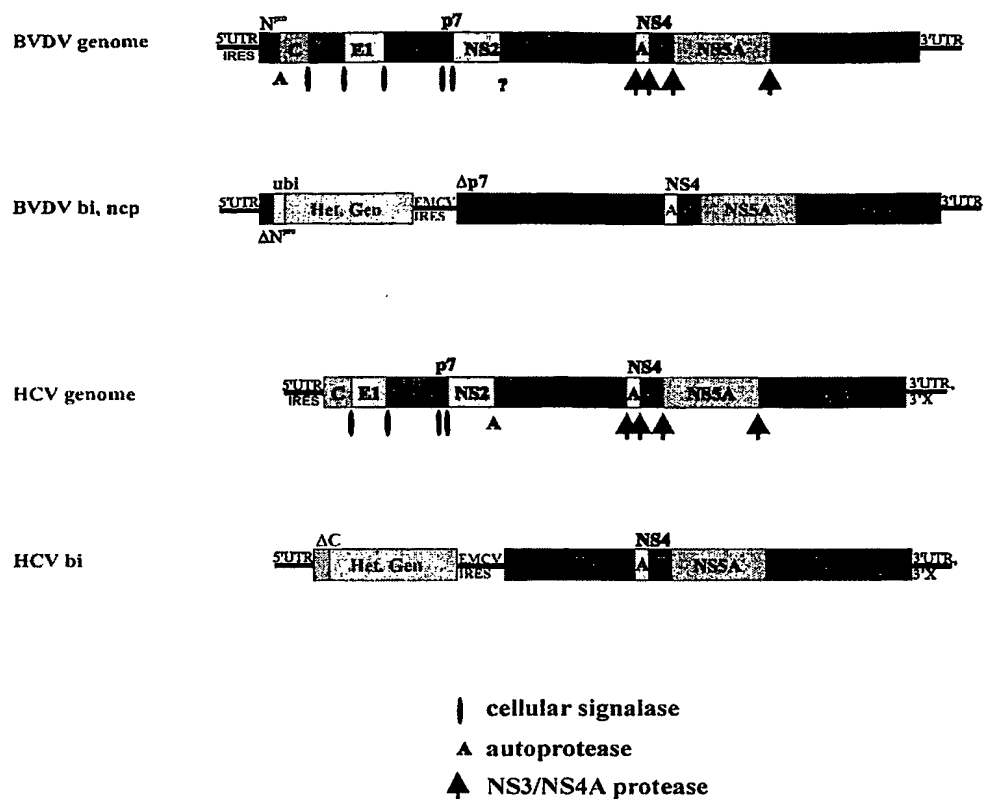 N^pro p7 NS4
BVDV genome 5'UTR IRES C E1 NS2 A NS5A 3'UTR
A ?
ubi Δp7 NS4
BVDV bi, ncp 5'UTR Het. Gen EMCV IRES A NS5A 3'UTR
ΔN^pro
p7 NS4
HCV genome 5'UTR IRES C E1 NS2 A NS5A 3'UTR, 3'X
A
ΔC NS4
HCV bi 5'UTR Het. Gen EMCV IRES A NS5A 3'UTR, 3'X
cellular signalase
A autoprotease
NS3/NS4A protease